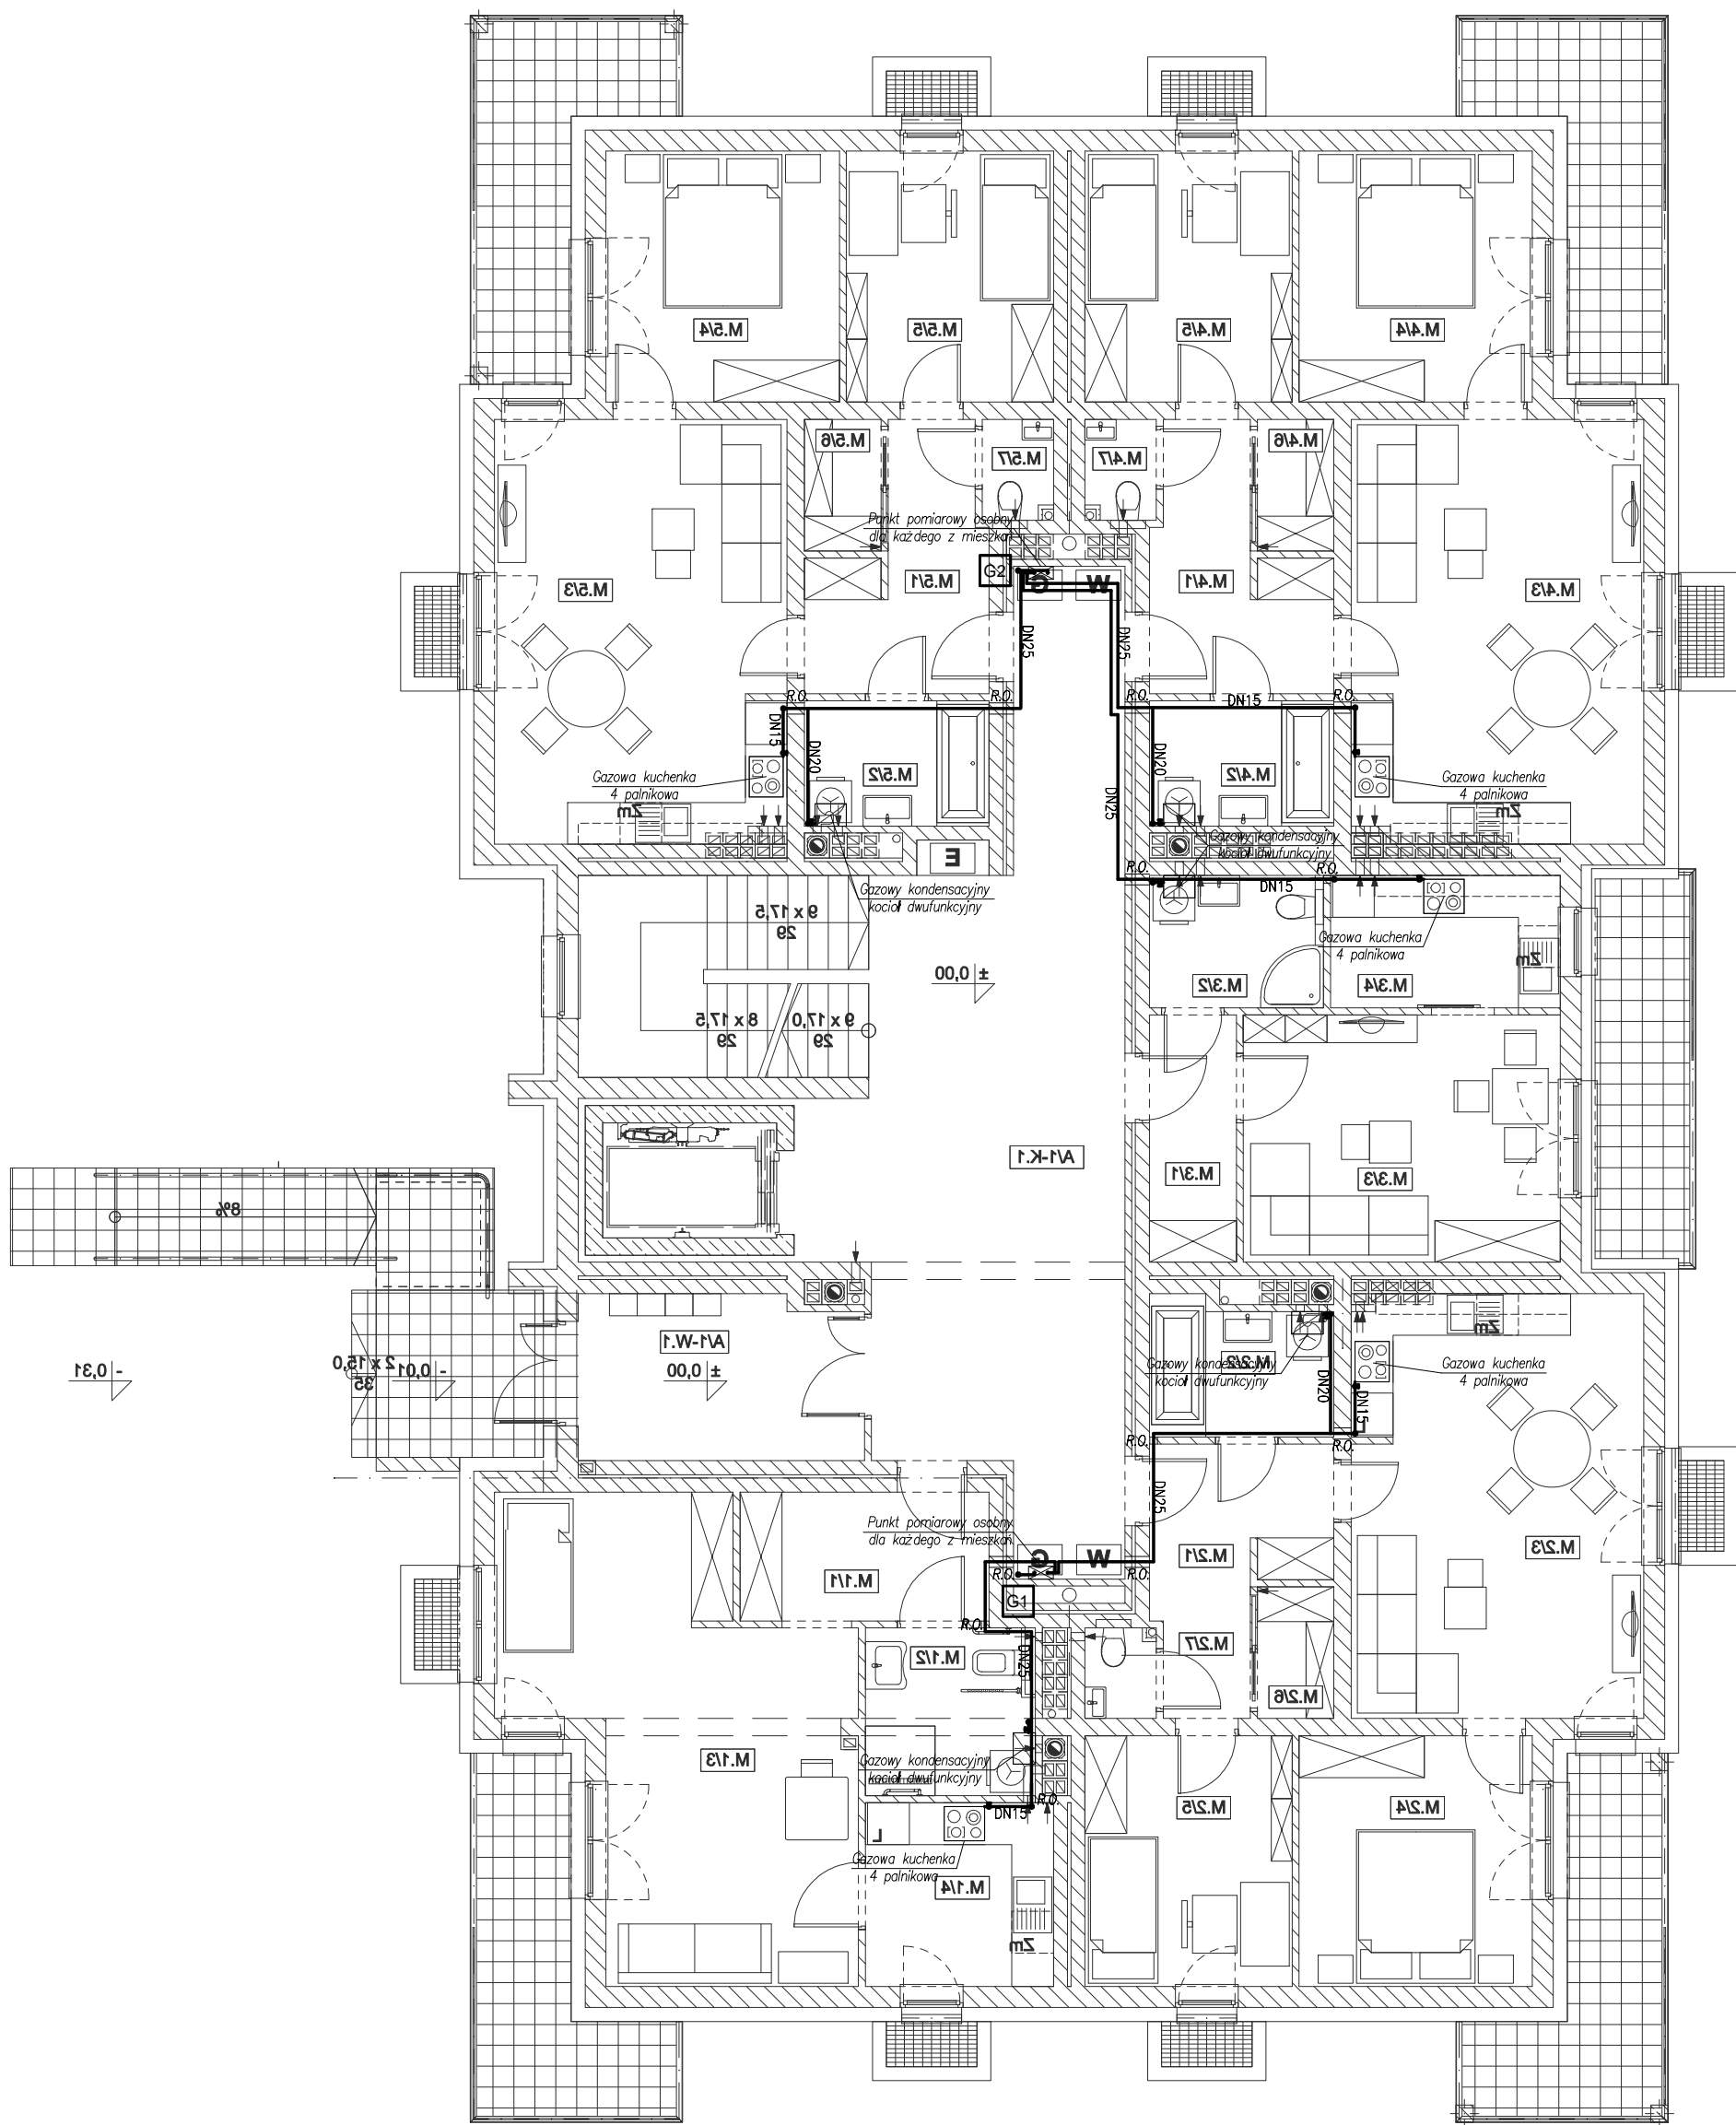 M.5/4
M.5/5
M.4/5
M.4/4
M.5/6
M.5/7
M.4/7
M.4/6
Punkt pomiarowy osobny
dla każdego z mieszkań
G2
G
W
M.5/3
M.5/1
M.4/1
M.4/3
DN25
DN25
R.O.
R.O.
R.O.
DN15
R.O.
DN15
DN20
M.5/2
DN20
M.4/2
Gazowa kuchenka
4 palnikowa
Zm
DN25
Gazowa kuchenka
4 palnikowa
Zm
E
Gazowy kondensacyjny
kocioł dwufunkcyjny
Gazowy kondensacyjny
kocioł dwufunkcyjny
R.O.
DN15
R.O.
9 x 17,5
29
Gazowa kuchenka
4 palnikowa
Zm
± 0,00
M.3/2
M.3/4
8 x 17,5
29
9 x 17,0
29
A/1-K.1
M.3/1
M.3/3
8%
A/1-W.1
± 0,00
- 0,31
- 0,01
2 x 15,0
35
M.2/2
Gazowy kondensacyjny
kocioł dwufunkcyjny
Zm
Gazowa kuchenka
4 palnikowa
DN20
DN15
L
R.O.
R.O.
DN25
Punkt pomiarowy osobny
dla każdego z mieszkań
G
W
R.O.
R.O.
G1
M.2/1
M.2/3
M.1/1
R.O.
M.1/2
DN25
M.2/7
M.2/6
M.1/3
Gazowy kondensacyjny
kocioł dwufunkcyjny
R.O.
DN15
L
M.2/5
M.2/4
Gazowa kuchenka
4 palnikowa
M.1/4
Zm